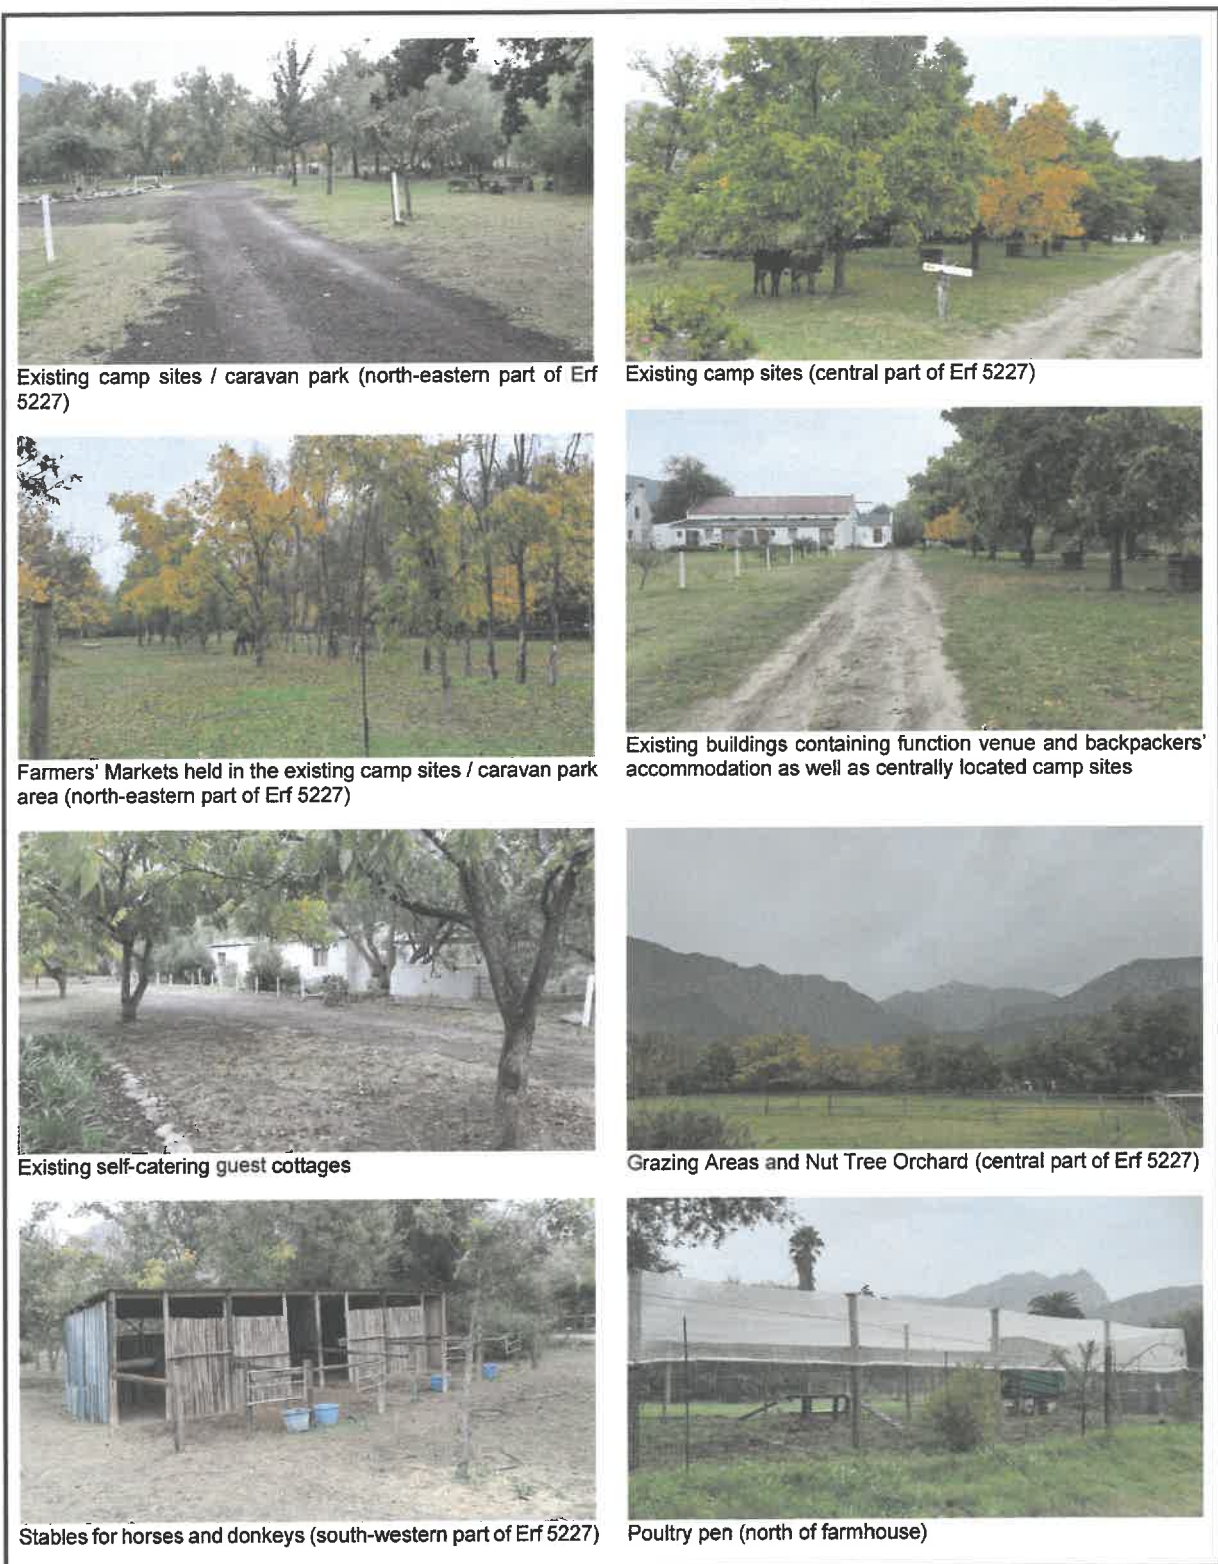 Existing camp sites / caravan park (north-eastern part of Erf
5227)
Existing camp sites (central part of Erf 5227)
Farmers' Markets held in the existing camp sites / caravan park
area (north-eastern part of Erf 5227)
Existing buildings containing function venue and backpackers'
accommodation as well as centrally located camp sites
Existing self-catering guest cottages
Grazing Areas and Nut Tree Orchard (central part of Erf 5227)
Stables for horses and donkeys (south-western part of Erf 5227)
Poultry pen (north of farmhouse)